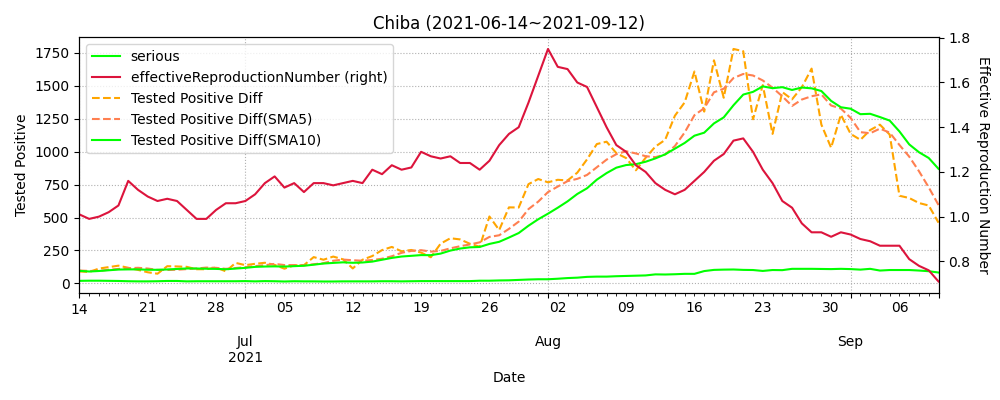 Chiba (2021-06-14~2021-09-12)
serious
effectiveReproductionNumber (right)
Tested Positive Diff
Tested Positive Diff(SMA5)
Tested Positive Diff(SMA10)
Tested Positive
1750
1500
1250
1000
750
500
250
0
1.8
1.6
1.4
1.2
1.0
0.8
Effective Reproduction Number
14 21 28 05 12 19 26 02 09 16 23 30 06
Jul Aug Sep
2021
Date